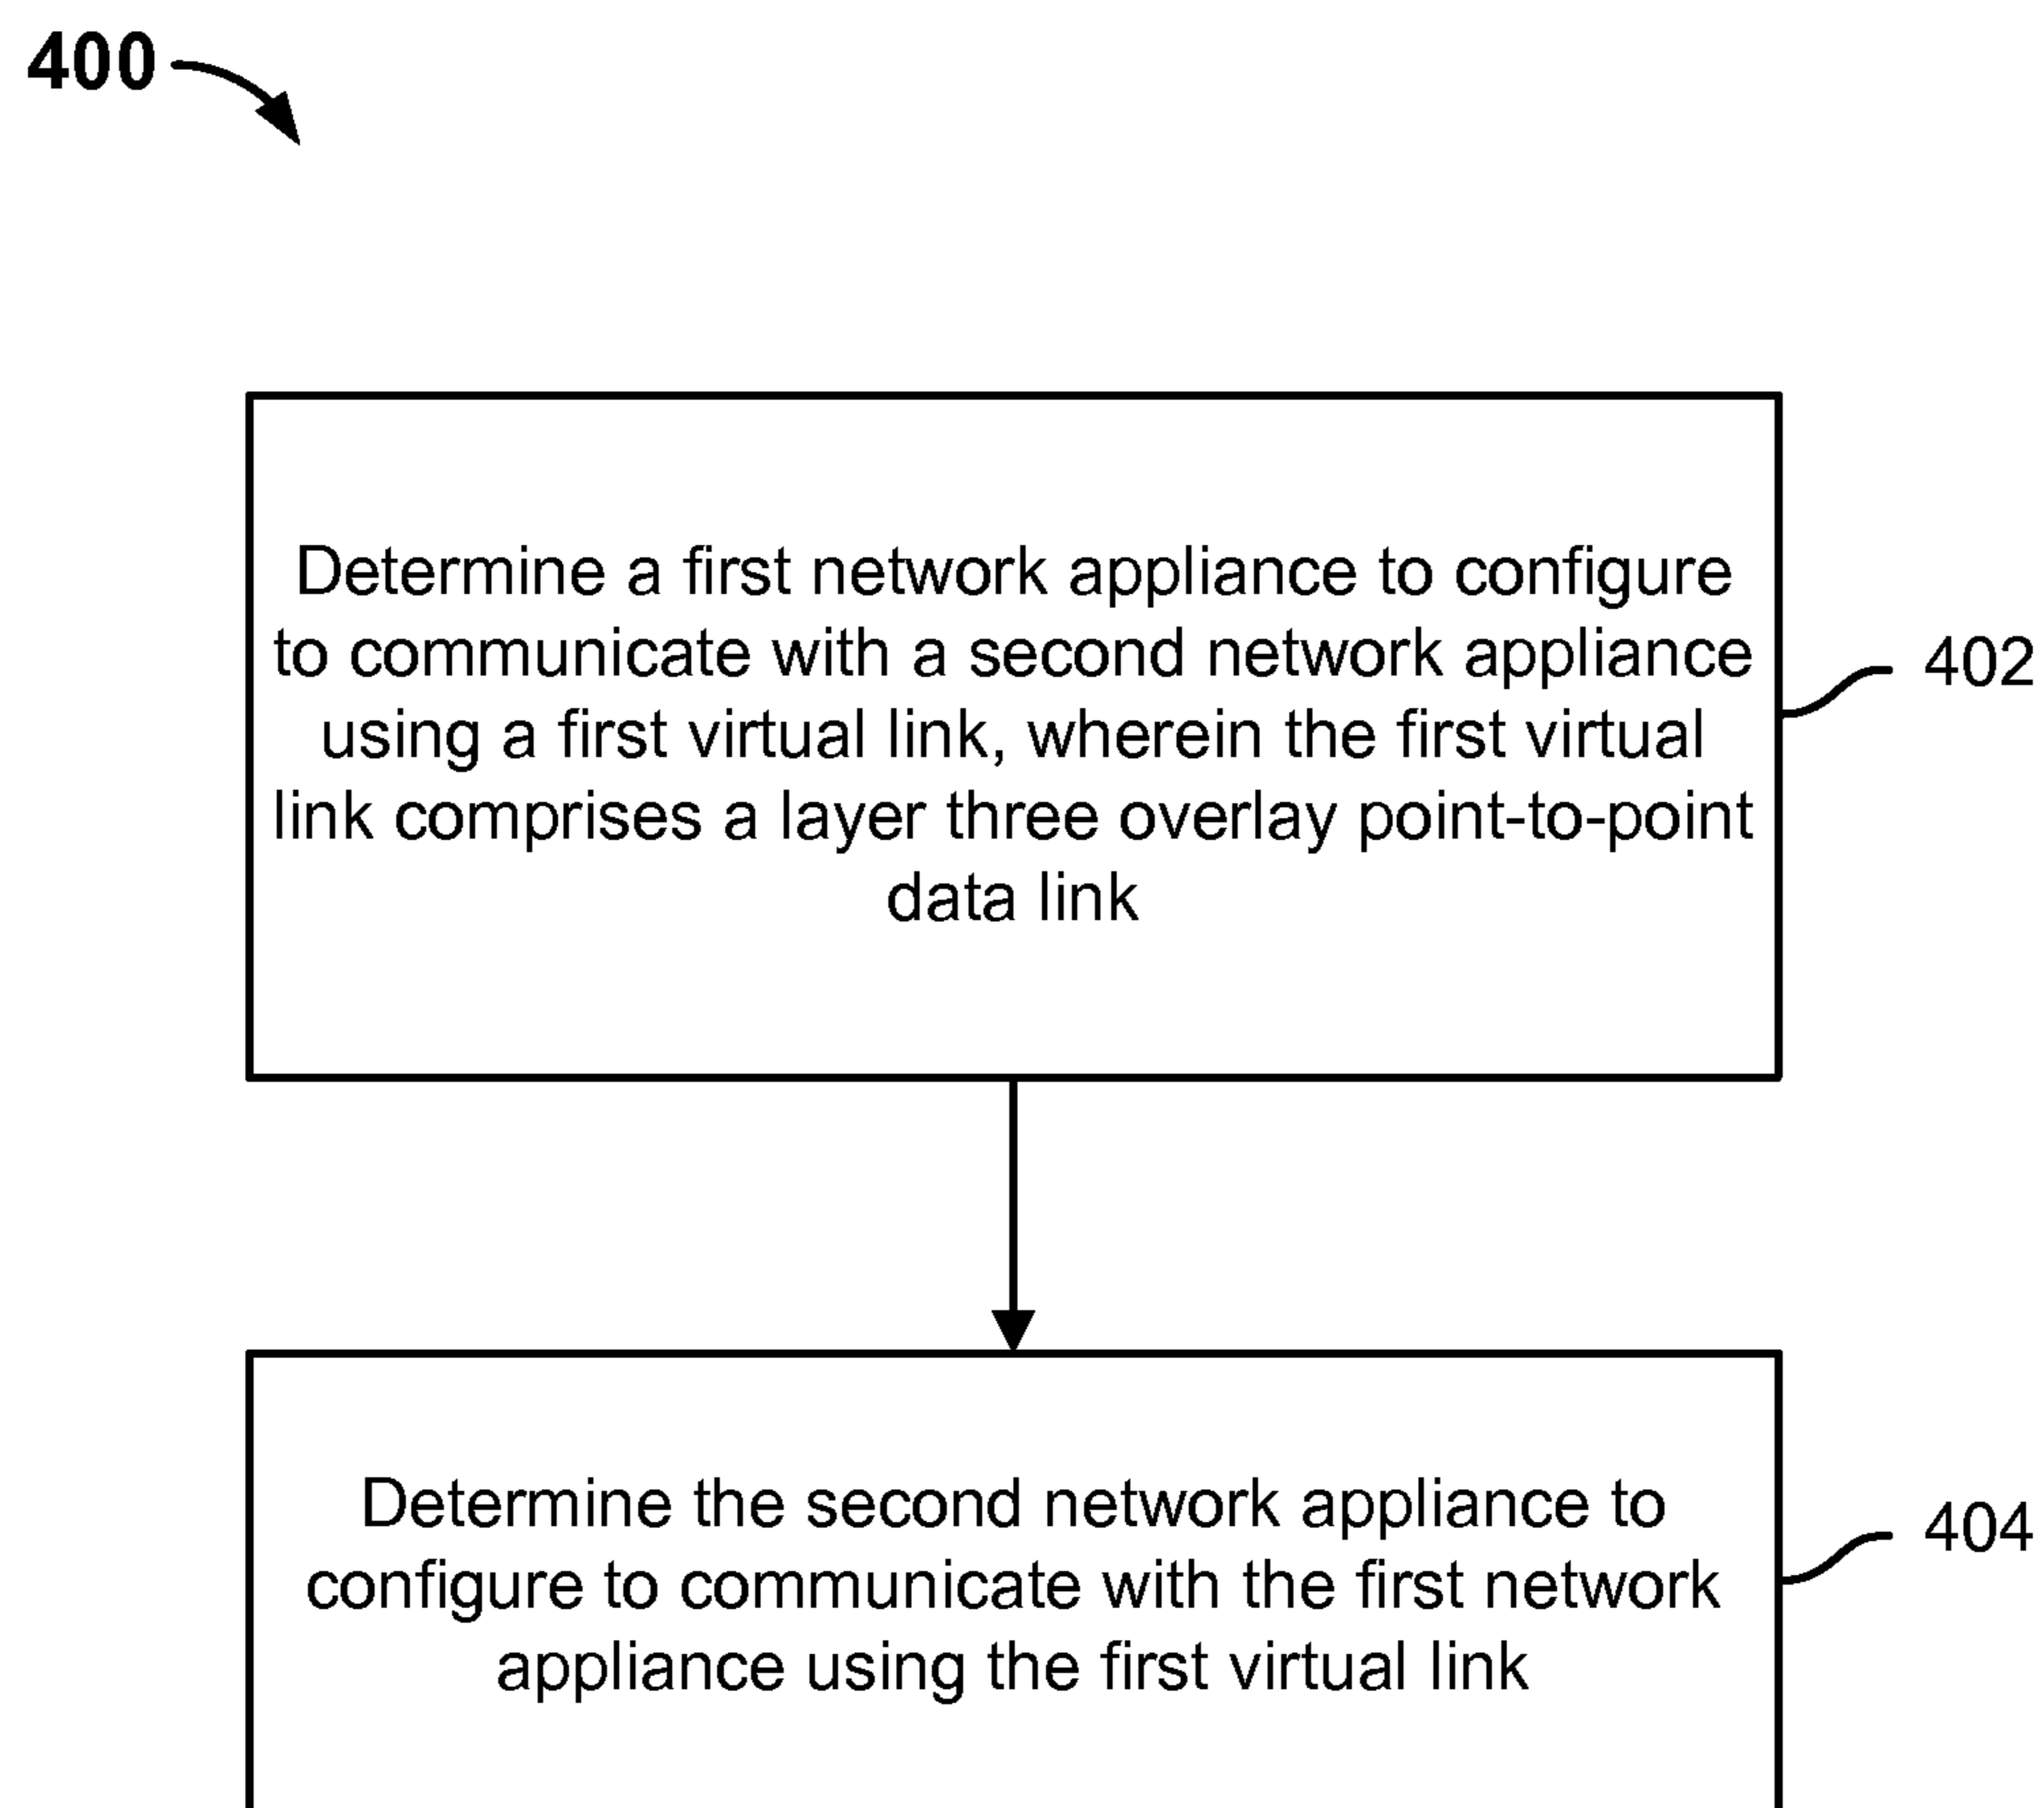 400
Determine a first network appliance to configure
to communicate with a second network appliance
using a first virtual link, wherein the first virtual
link comprises a layer three overlay point-to-point
data link
402
Determine the second network appliance to
configure to communicate with the first network
appliance using the first virtual link
404